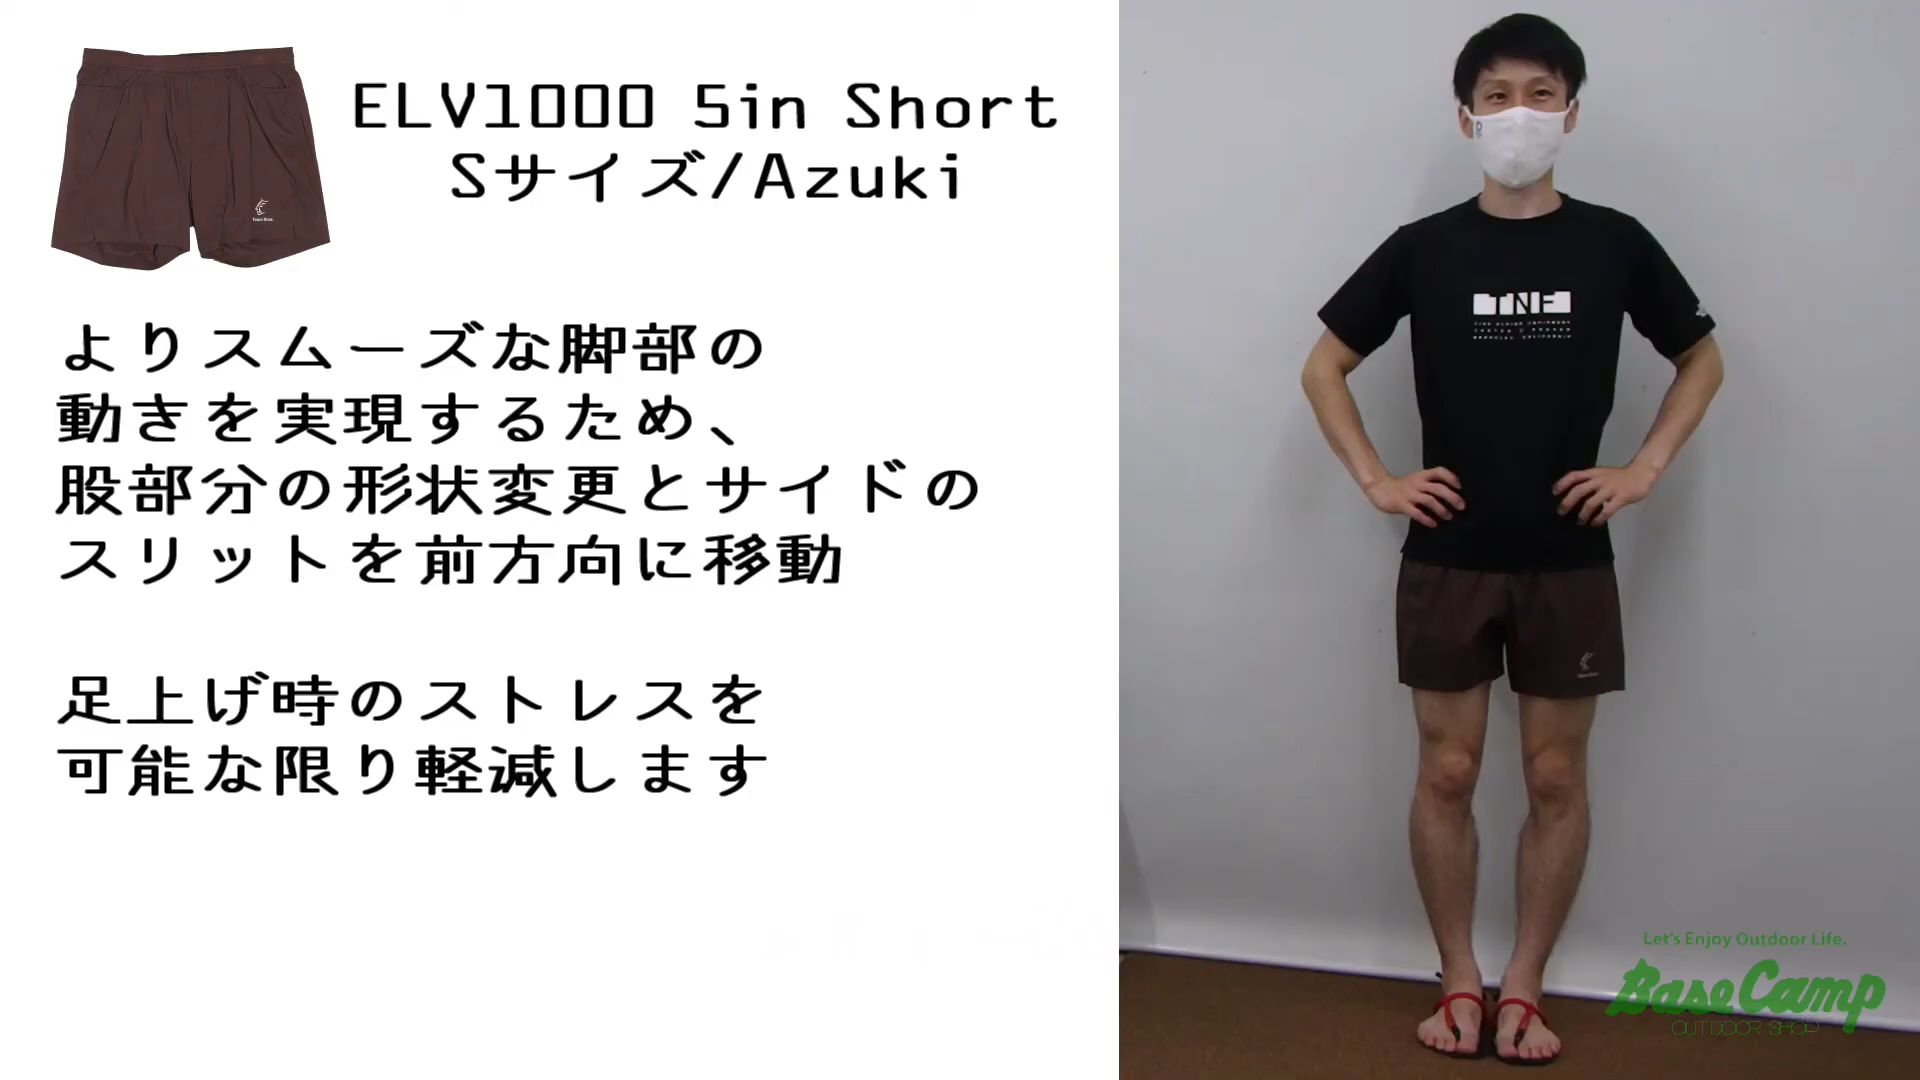 ELV1000 5in Short
Sサイズ/Azuki
よりスムーズな脚部の
動きを実現するため、
股部分の形状変更とサイドの
スリットを前方向に移動
足上げ時のストレスを
可能な限り軽減します
TNF
Let's Enjoy Outdoor Life.
BaseCamp
OUTDOOR SHOP